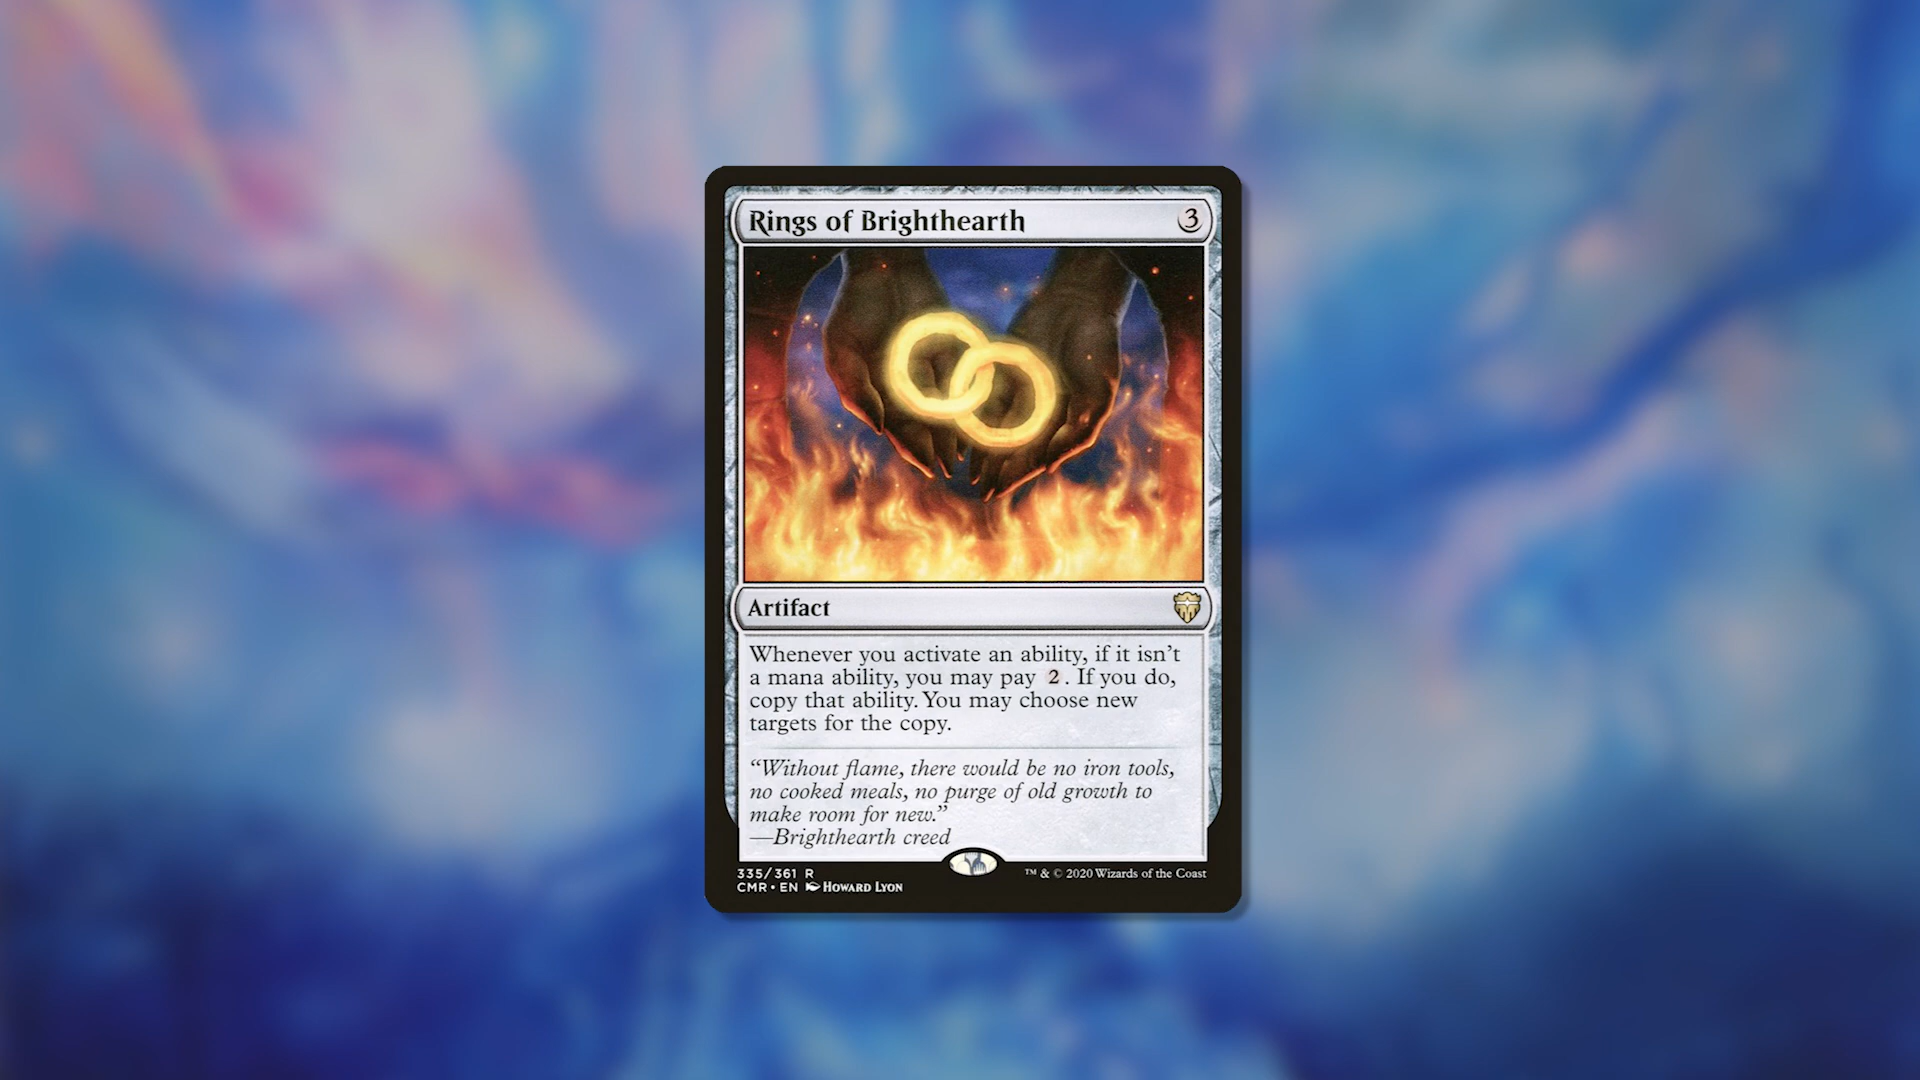 Rings of Brighthearth 3
Artifact
Whenever you activate an ability, if it isn't
a mana ability, you may pay 2. If you do,
copy that ability. You may choose new
targets for the copy.
“Without flame, there would be no iron tools,
no cooked meals, no purge of old growth to
make room for new.”
—Brighthearth creed
335/361 R
CMR • EN Howard Lyon
™ & © 2020 Wizards of the Coast